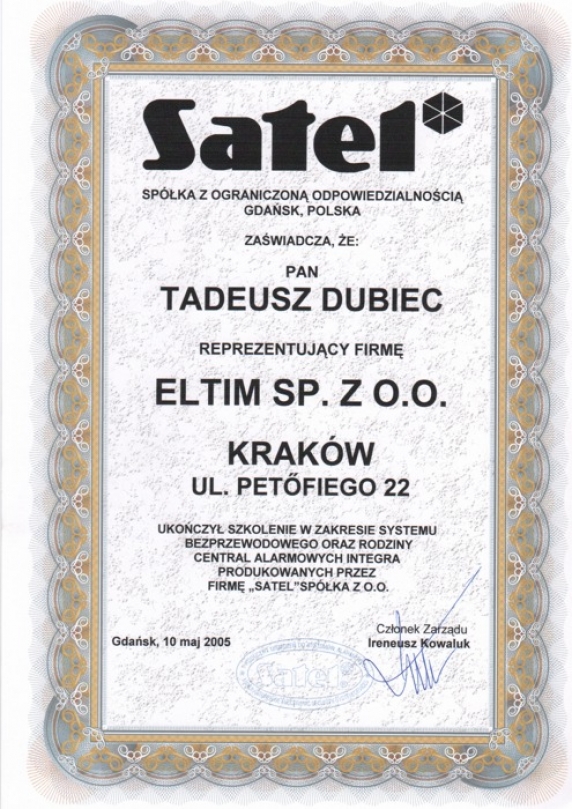 Satel
SPÓŁKA Z OGRANICZONĄ ODPOWIEDZIALNOŚCIĄ
GDAŃSK, POLSKA
ZAŚWIADCZA, ŻE:
PAN
TADEUSZ DUBIEC
REPREZENTUJĄCY FIRMĘ
ELTIM SP. Z O.O.
KRAKÓW
UL. PETŐFIEGO 22
UKOŃCZYŁ SZKOLENIE W ZAKRESIE SYSTEMU
BEZPRZEWODOWEGO ORAZ RODZINY
CENTRAL ALARMOWYCH INTEGRA
PRODUKOWANYCH PRZEZ
FIRMĘ „SATEL"SPÓŁKA Z O.O.
Członek Zarządu
Gdańsk, 10 maj 2005 Ireneusz Kowaluk
Satel